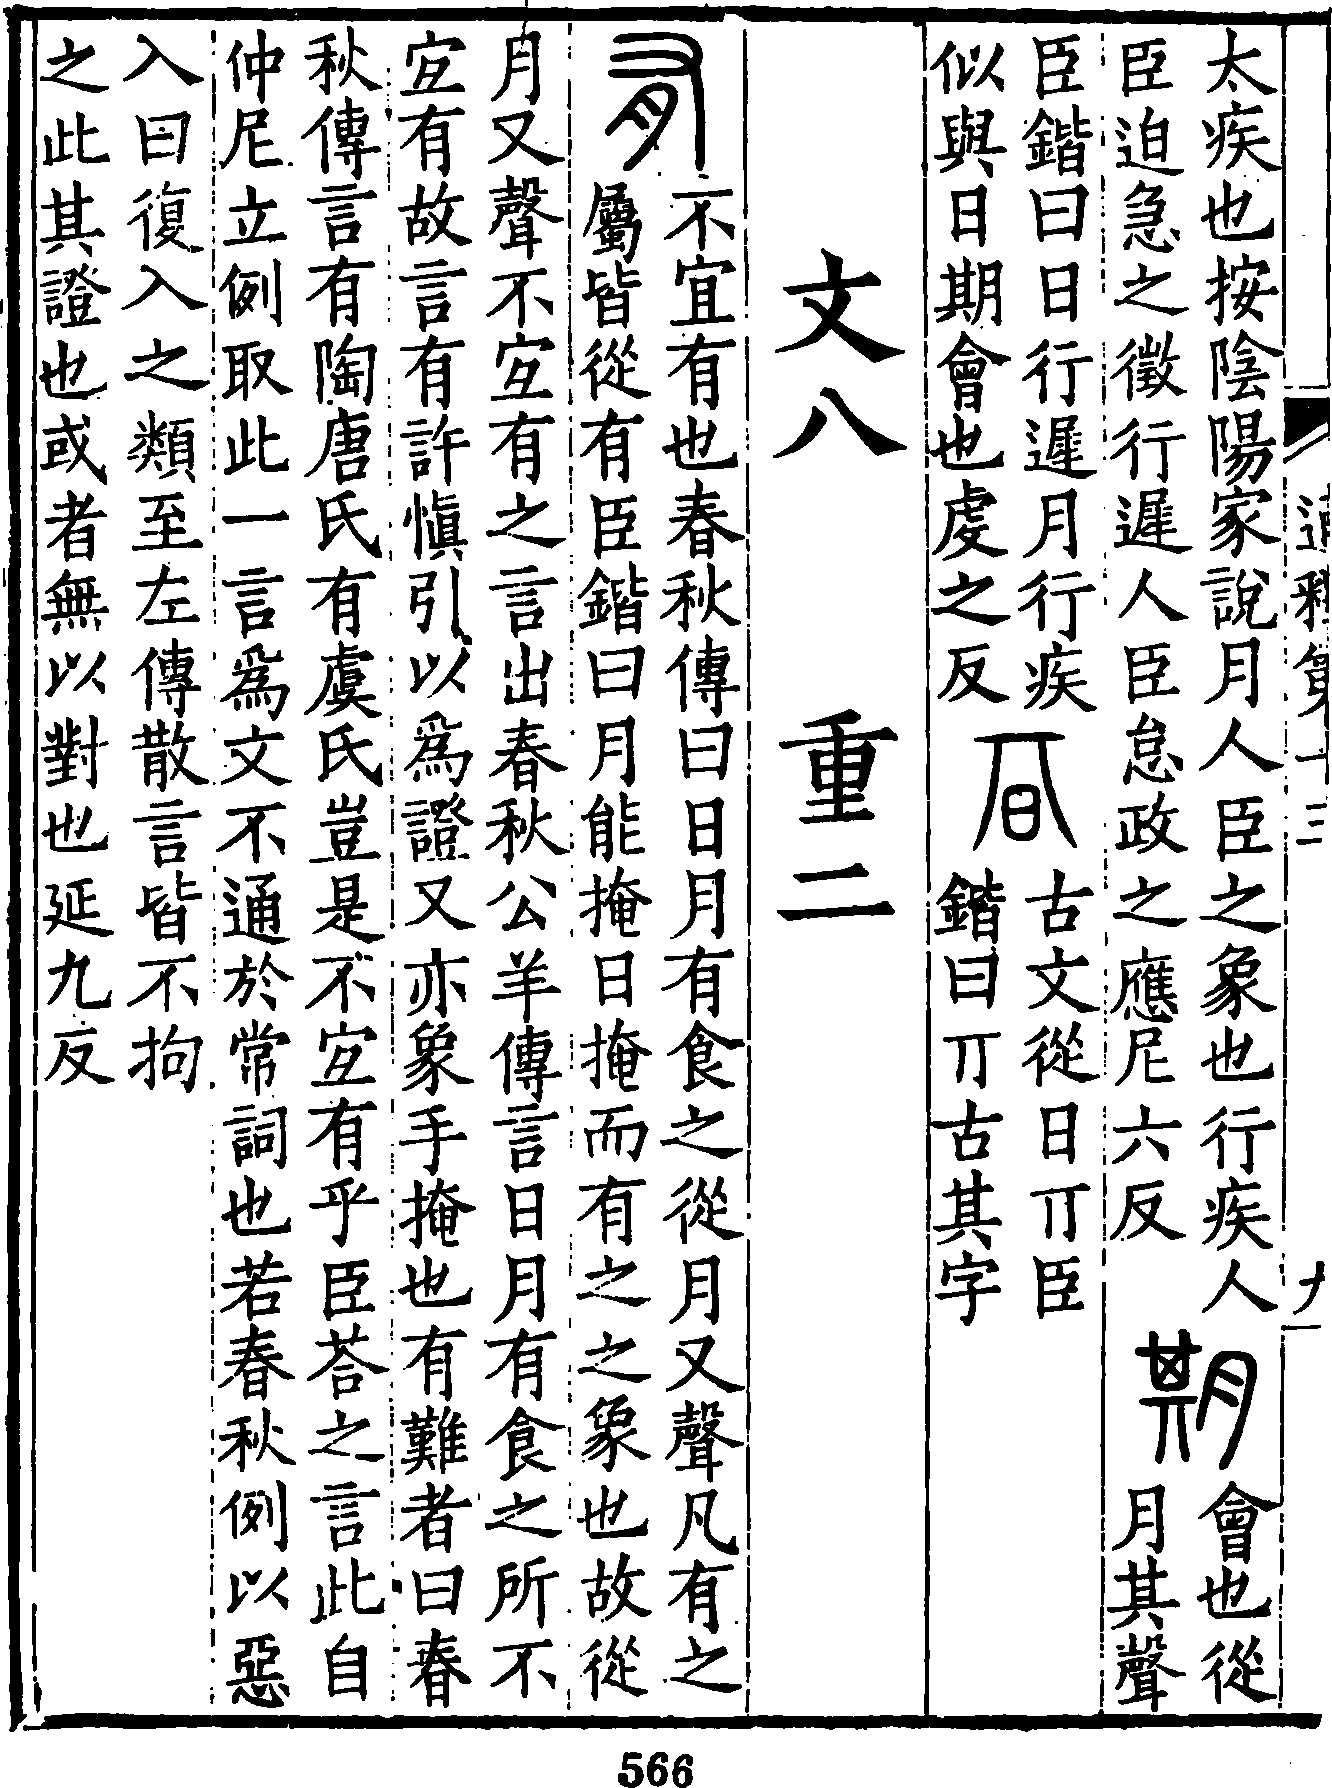 通釋第十三
九
太疾也按陰陽家說月人臣之象也行疾人
臣迫急之徵行遲人臣怠政之應尼六反
期
會也從
月其聲
臣鍇曰日行遲月行疾
似與日期會也虔之反
古文從日丌臣
鍇曰丌古其字
文八
重二
有
不宜有也春秋傳曰日月有食之從月又聲凡有之
屬皆從有臣鍇曰月能掩日掩而有之之象也故從
月又聲不宜有之言出春秋公羊傳言日月有食之所不
宜有故言有許慎引以為證又亦象手掩也有難者曰春
秋傳言有陶唐氏有虞氏豈是不宜有乎臣荅之言此自
仲尼立例取此一言為文不通於常詞也若春秋例以惡
入曰復入之類至左傳散言皆不拘
之此其證也或者無以對也延九反
566